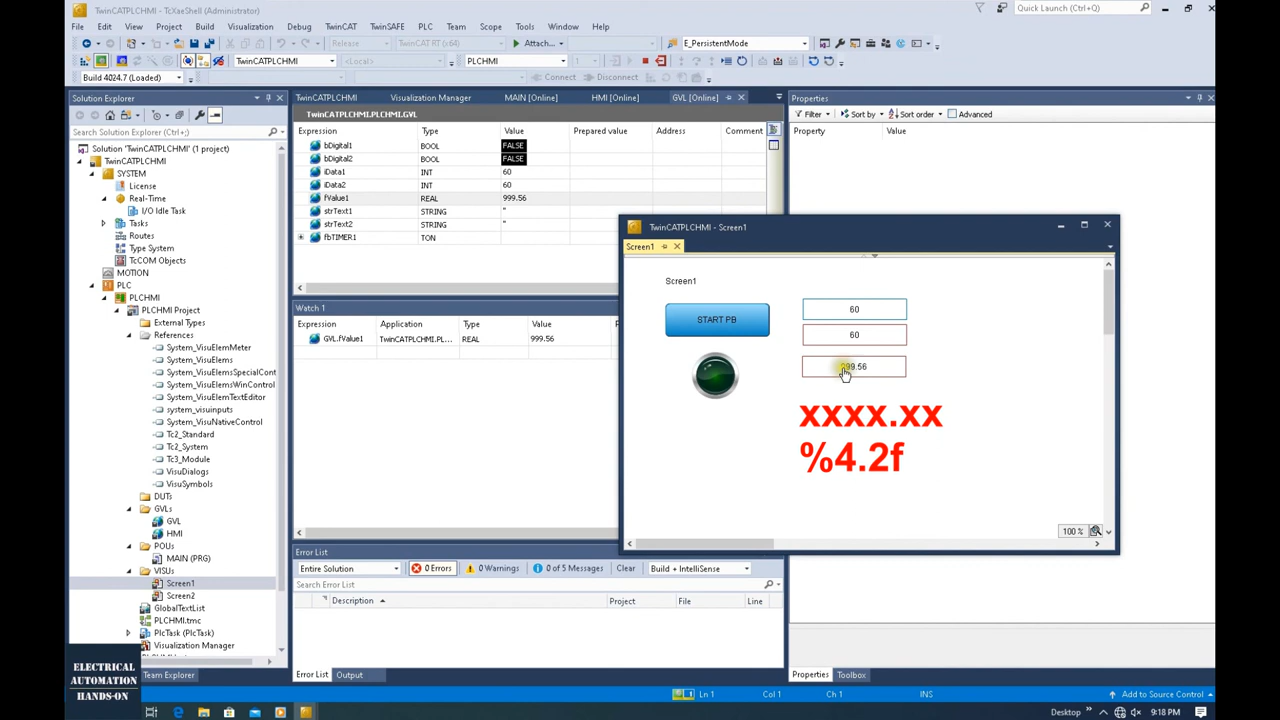 TwinCATPLCHMI - TcXaeShell (Administrator)
Quick Launch (Ctrl+;)
File Edit View Project Build Debug Visualization TwinCAT TwinSAFE PLC Team Scope Tools Window Help
Release TwinCAT RT (x64) Attach... E_PersistentMode
TwinCATPLCHMI <Local> PLCHMI
Build 4024.7 (Loaded) Connect Disconnect
Solution Explorer
Search Solution Explorer (Ctrl+;)
Solution 'TwinCATPLCHMI' (1 project)
TwinCATPLCHMI
SYSTEM
License
Real-Time
I/O Idle Task
Tasks
Routes
Type System
TcCOM Objects
MOTION
PLC
PLCHMI
PLCHMI Project
External Types
References
System_VisuElemMeter
System_VisuElems
System_VisuElemsSpecialCont
System_VisuElemsWinControl
System_VisuElemTextEditor
system_visuinputs
System_VisuNativeControl
Tc2_Standard
Tc2_System
Tc3_Module
VisuDialogs
VisuSymbols
DUTs
GVLs
GVL
HMI
POUs
MAIN (PRG)
VISUs
Screen1
Screen2
GlobalTextList
PLCHMI.tmc
PlcTask (PlcTask)
Visualization Manager
Team Explorer
TwinCATPLCHMI Visualization Manager MAIN [Online] HMI [Online] GVL [Online]
TwinCATPLCHMI.PLCHMI.GVL
Expression Type Value Prepared value Address Comment
bDigital1 BOOL FALSE
bDigital2 BOOL FALSE
iData1 INT 60
iData2 INT 60
fValue1 REAL 999.56
strText1 STRING ''
strText2 STRING ''
fbTIMER1 TON
Watch 1
Expression Application Type Value
GVL.fValue1 TwinCATPLCHMI.PL... REAL 999.56
Error List
Entire Solution 0 Errors 0 Warnings 0 of 5 Messages Clear Build + IntelliSense
Search Error List
Description Project File Line
Error List Output
Properties
Filter Sort by Sort order Advanced
Property Value
Properties Toolbox
TwinCATPLCHMI - Screen1
Screen1
Screen1
START PB
60
60
xxxx.xx
%4.2f
100 %
Ln 1 Col 1 Ch 1 INS Add to Source Control
ELECTRICAL
AUTOMATION
HANDS-ON
Desktop 9:18 PM